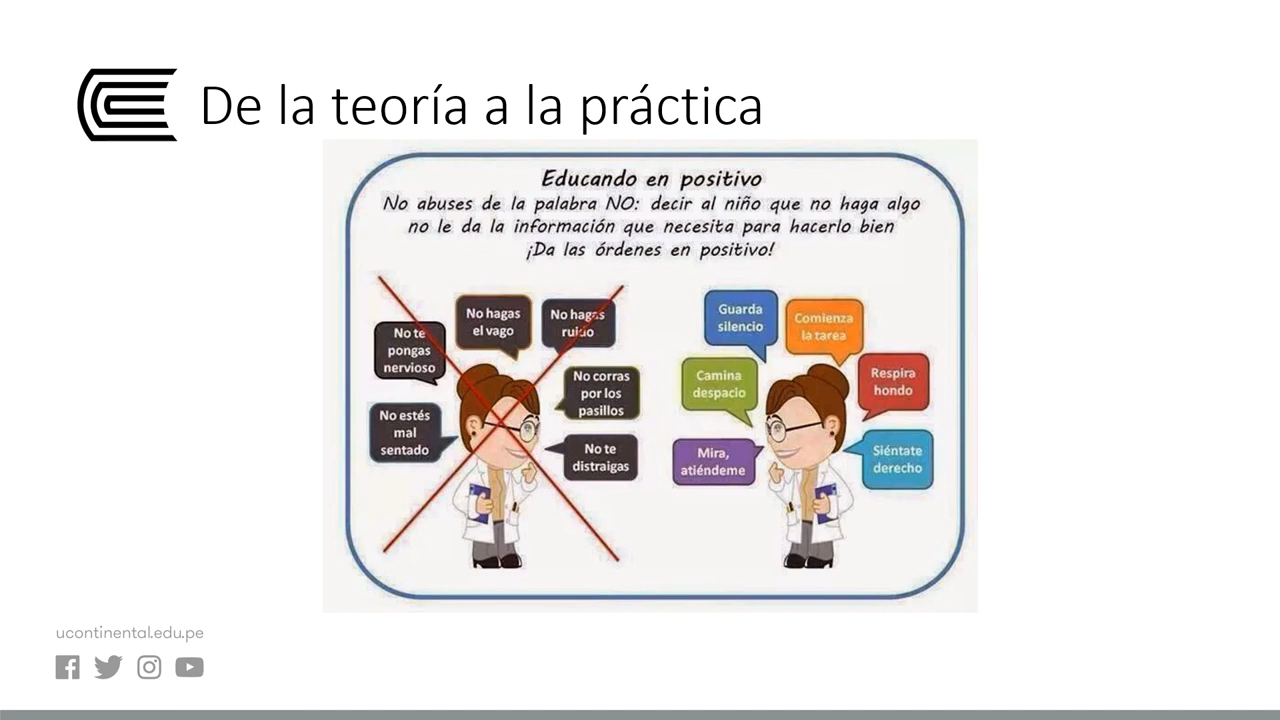 De la teoría a la práctica
Educando en positivo
No abuses de la palabra NO: decir al niño que no haga algo
no le da la información que necesita para hacerlo bien
¡Da las órdenes en positivo!
No te
pongas
nervioso
No hagas
el vago
No hagas
ruido
No corras
por los
pasillos
No estés
mal
sentado
No te
distraigas
Guarda
silencio
Comienza
la tarea
Camina
despacio
Respira
hondo
Mira,
atiéndeme
Siéntate
derecho
ucontinental.edu.pe